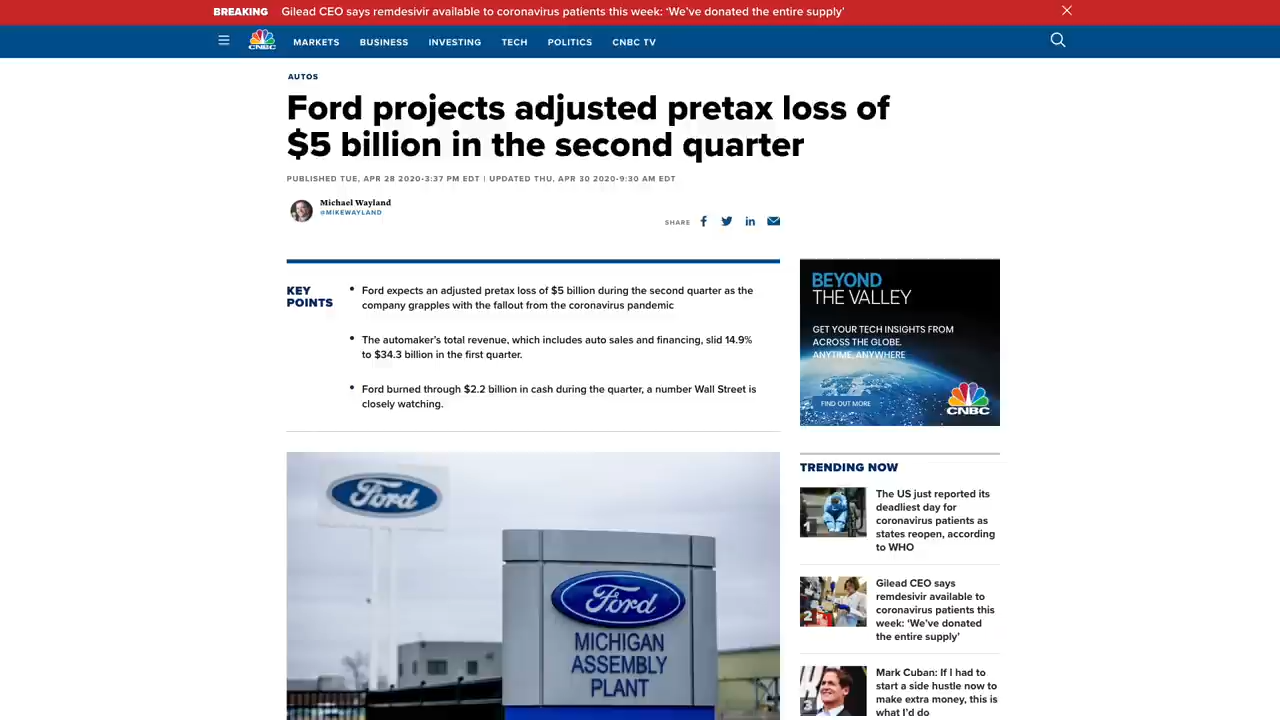 BREAKING Gilead CEO says remdesivir available to coronavirus patients this week: ‘We’ve donated the entire supply’
CNBC MARKETS BUSINESS INVESTING TECH POLITICS CNBC TV
AUTOS
Ford projects adjusted pretax loss of
$5 billion in the second quarter
PUBLISHED TUE, APR 28 2020•3:37 PM EDT | UPDATED THU, APR 30 2020•9:30 AM EDT
Michael Wayland
@MIKEWAYLAND
SHARE
KEY
POINTS
• Ford expects an adjusted pretax loss of $5 billion during the second quarter as the
company grapples with the fallout from the coronavirus pandemic
• The automaker’s total revenue, which includes auto sales and financing, slid 14.9%
to $34.3 billion in the first quarter.
• Ford burned through $2.2 billion in cash during the quarter, a number Wall Street is
closely watching.
Ford
Ford
MICHIGAN
ASSEMBLY
PLANT
BEYOND
THE VALLEY
GET YOUR TECH INSIGHTS FROM
ACROSS THE GLOBE.
ANYTIME, ANYWHERE
FIND OUT MORE
CNBC
TRENDING NOW
1
The US just reported its
deadliest day for
coronavirus patients as
states reopen, according
to WHO
2
Gilead CEO says
remdesivir available to
coronavirus patients this
week: ‘We’ve donated
the entire supply’
3
Mark Cuban: If I had to
start a side hustle now to
make extra money, this is
what I’d do